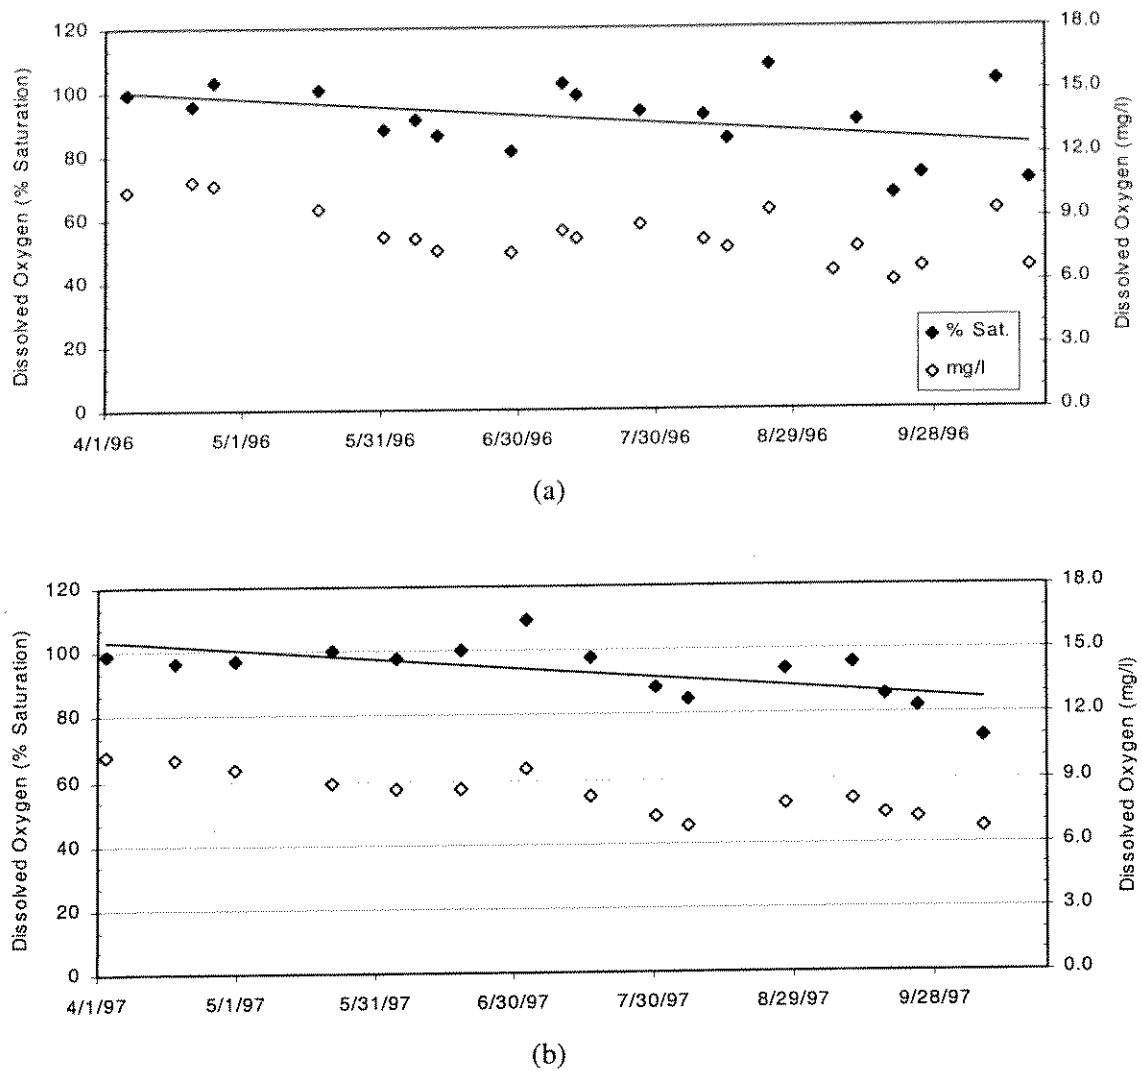 Dissolved Oxygen (% Saturation)
120
100
80
60
40
20
0
18.0
15.0
12.0
9.0
6.0
3.0
0.0
Dissolved Oxygen (mg/l)
% Sat.
mg/l
4/1/96 5/1/96 5/31/96 6/30/96 7/30/96 8/29/96 9/28/96
(a)
Dissolved Oxygen (% Saturation)
120
100
80
60
40
20
0
18.0
15.0
12.0
9.0
6.0
3.0
0.0
Dissolved Oxygen (mg/l)
4/1/97 5/1/97 5/31/97 6/30/97 7/30/97 8/29/97 9/28/97
(b)